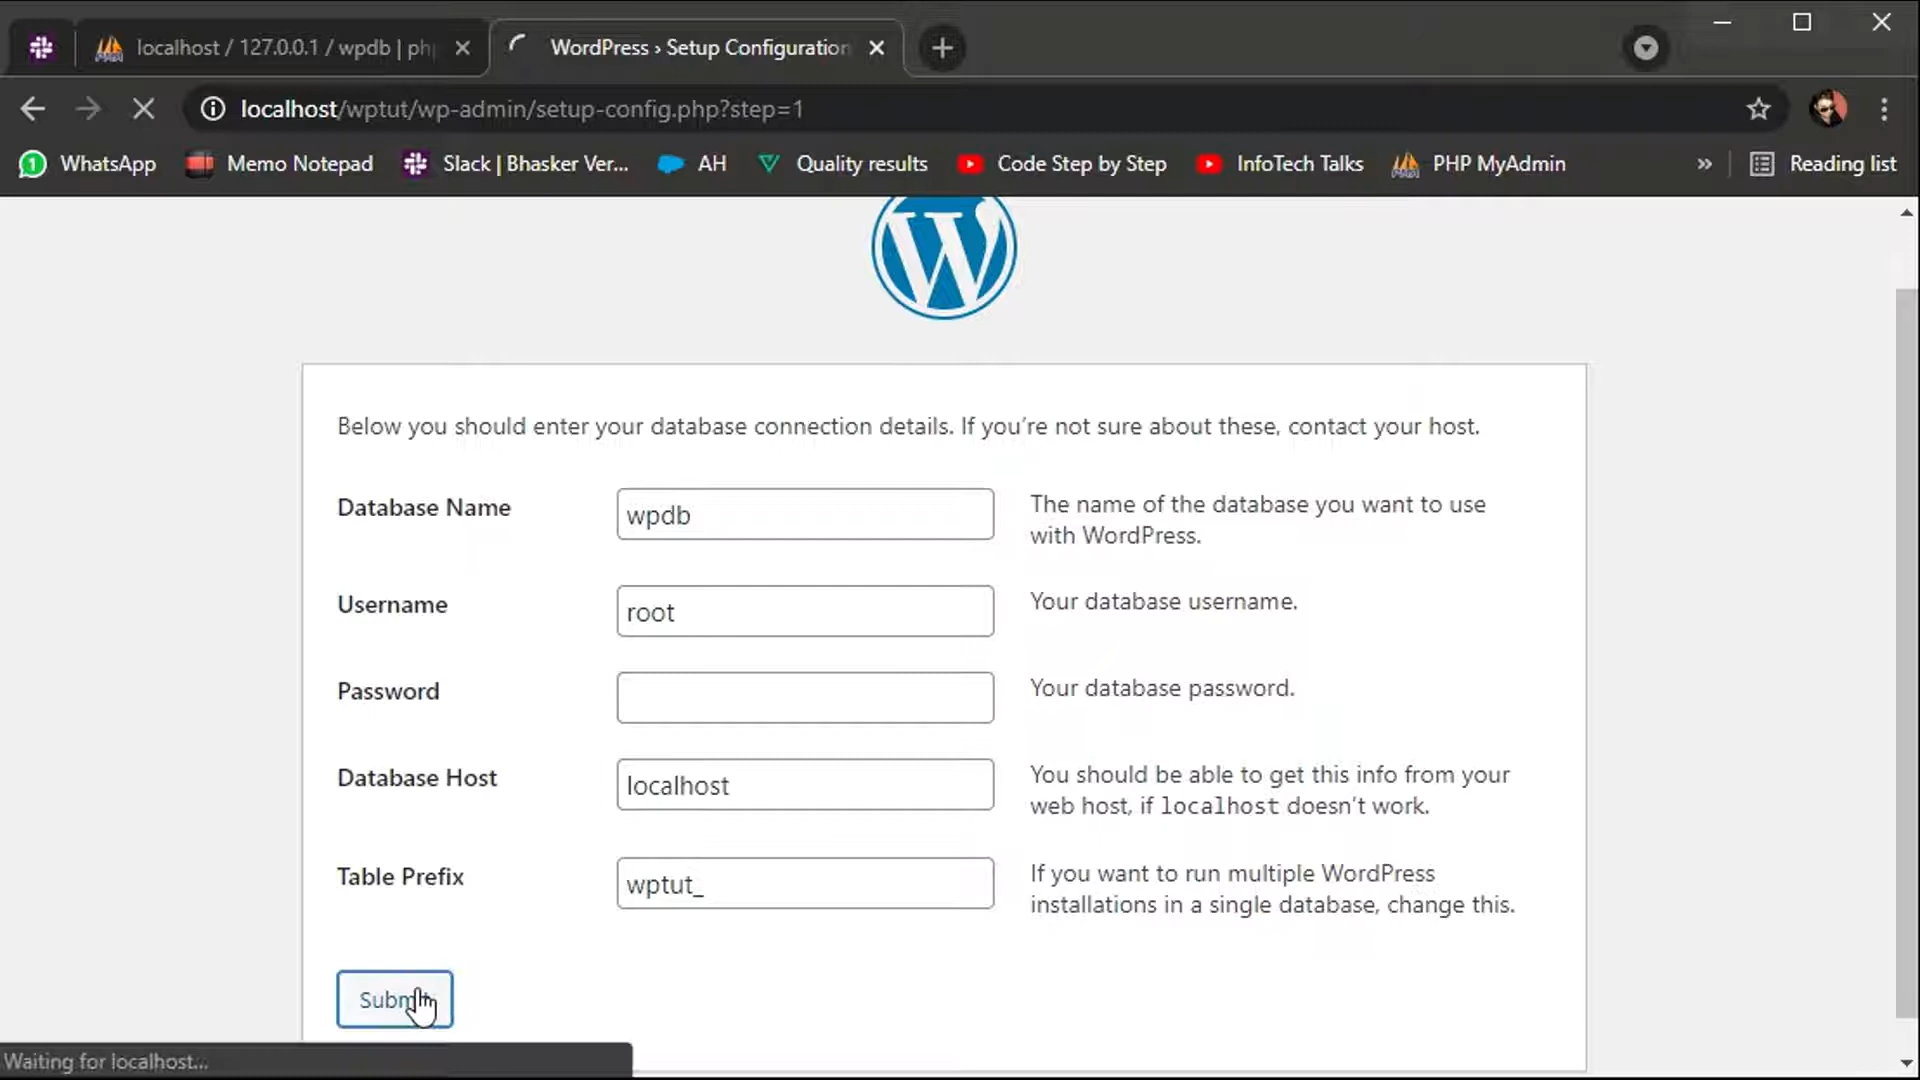 localhost / 127.0.0.1 / wpdb | ph
WordPress › Setup Configuration
localhost/wptut/wp-admin/setup-config.php?step=1
WhatsApp
Memo Notepad
Slack | Bhasker Ver...
AH
Quality results
Code Step by Step
InfoTech Talks
PHP MyAdmin
»
Reading list
Below you should enter your database connection details. If you’re not sure about these, contact your host.
Database Name
wpdb
The name of the database you want to use
with WordPress.
Username
root
Your database username.
Password
Your database password.
Database Host
localhost
You should be able to get this info from your
web host, if localhost doesn’t work.
Table Prefix
wptut_
If you want to run multiple WordPress
installations in a single database, change this.
Submit
Waiting for localhost...